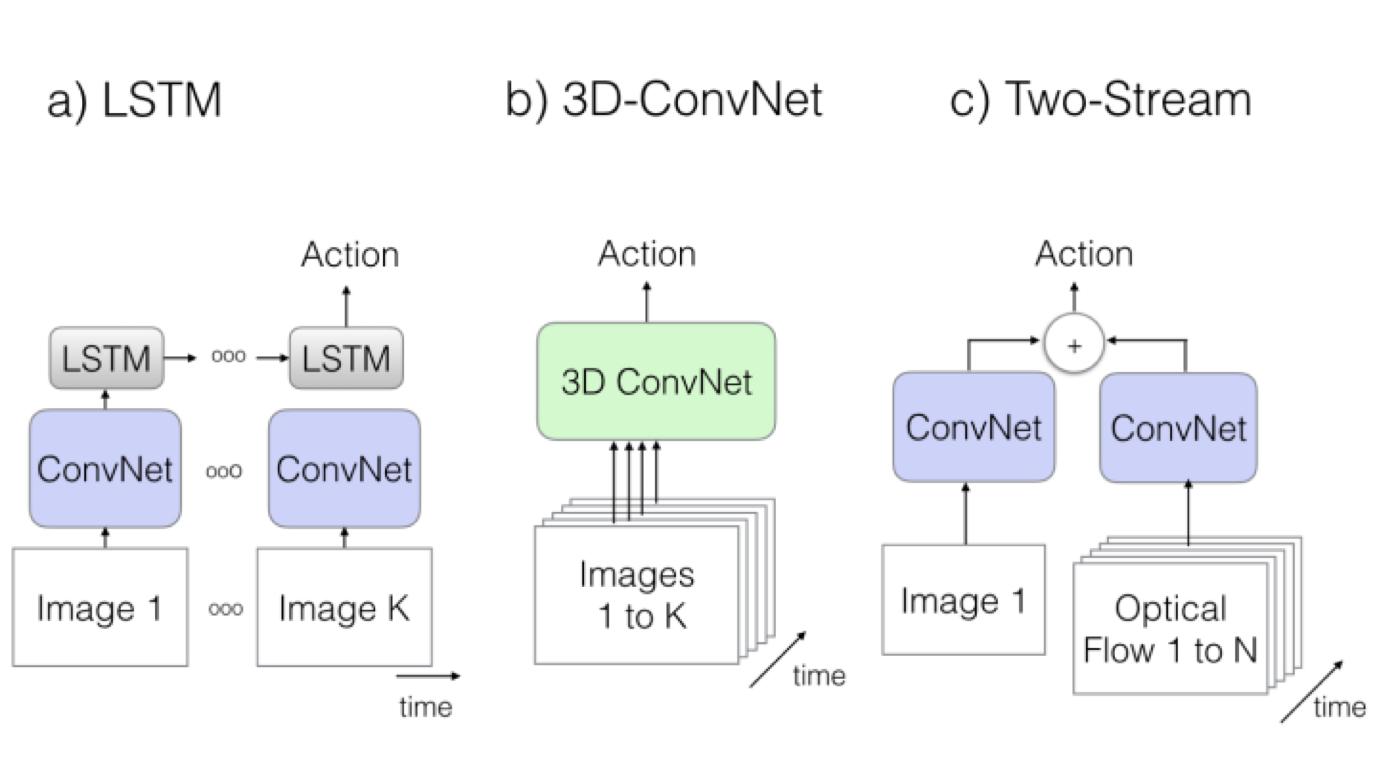 a) LSTM
Action
LSTM ooo LSTM
ConvNet ooo ConvNet
Image 1 ooo Image K
time
b) 3D-ConvNet
Action
3D ConvNet
Images
1 to K
time
c) Two-Stream
Action
+
ConvNet ConvNet
Image 1
Optical
Flow 1 to N
time